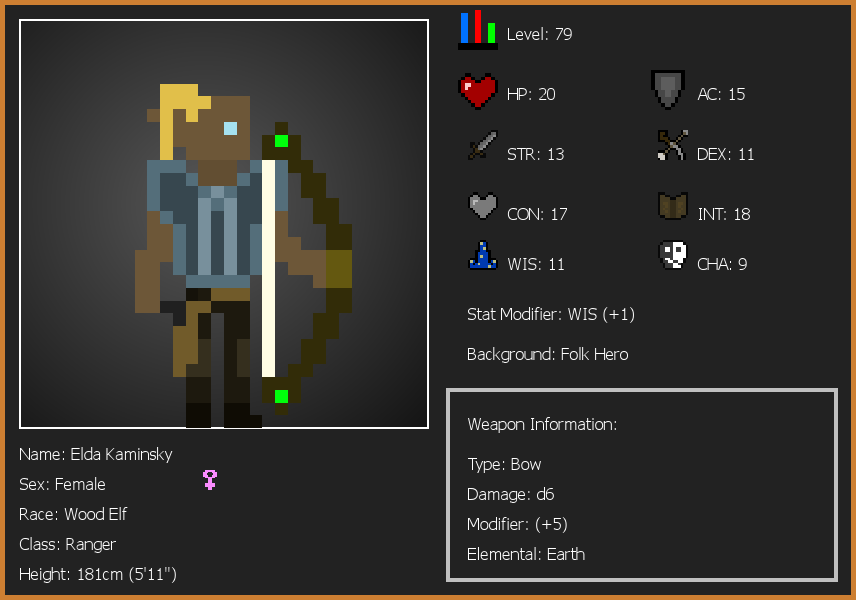 Level: 79
HP: 20
AC: 15
STR: 13
DEX: 11
CON: 17
INT: 18
WIS: 11
CHA: 9
Stat Modifier: WIS (+1)
Background: Folk Hero
Weapon Information:
Type: Bow
Damage: d6
Modifier: (+5)
Elemental: Earth
Name: Elda Kaminsky
Sex: Female
Race: Wood Elf
Class: Ranger
Height: 181cm (5'11")